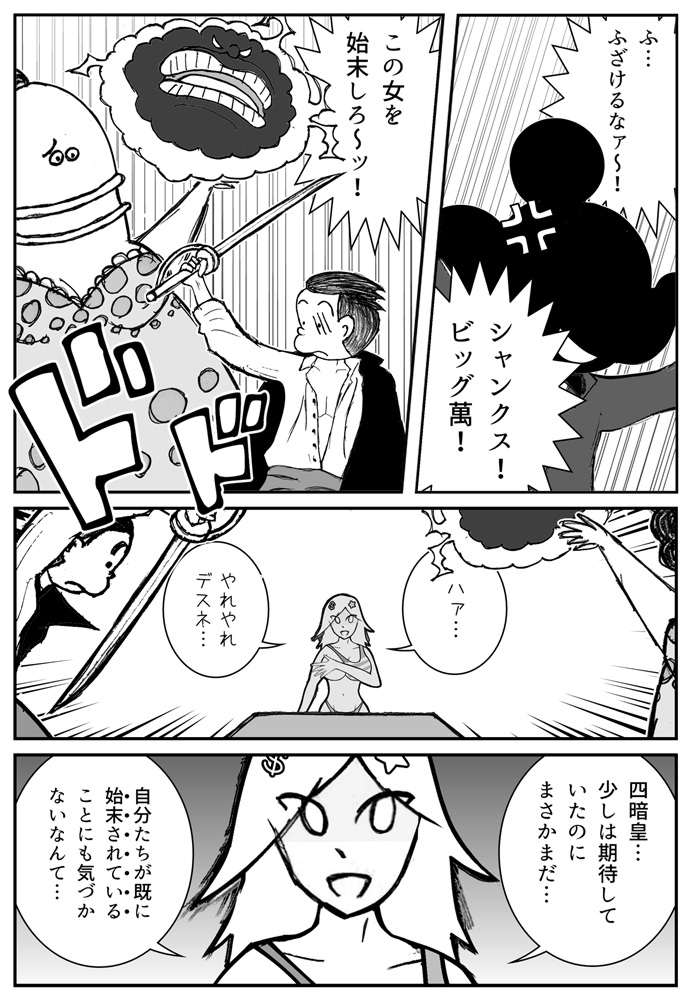 ふ…
ふざけるなァ〜！
シャンクス！
ビッグ萬！
この女を
始末しろ〜ッ！
ドドド
ハァ…
やれやれ
デスネ…
四暗皇…
少しは期待して
いたのに
まさかまだ…
自分たちが既に
始末されている
ことにも気づか
ないなんて…
$